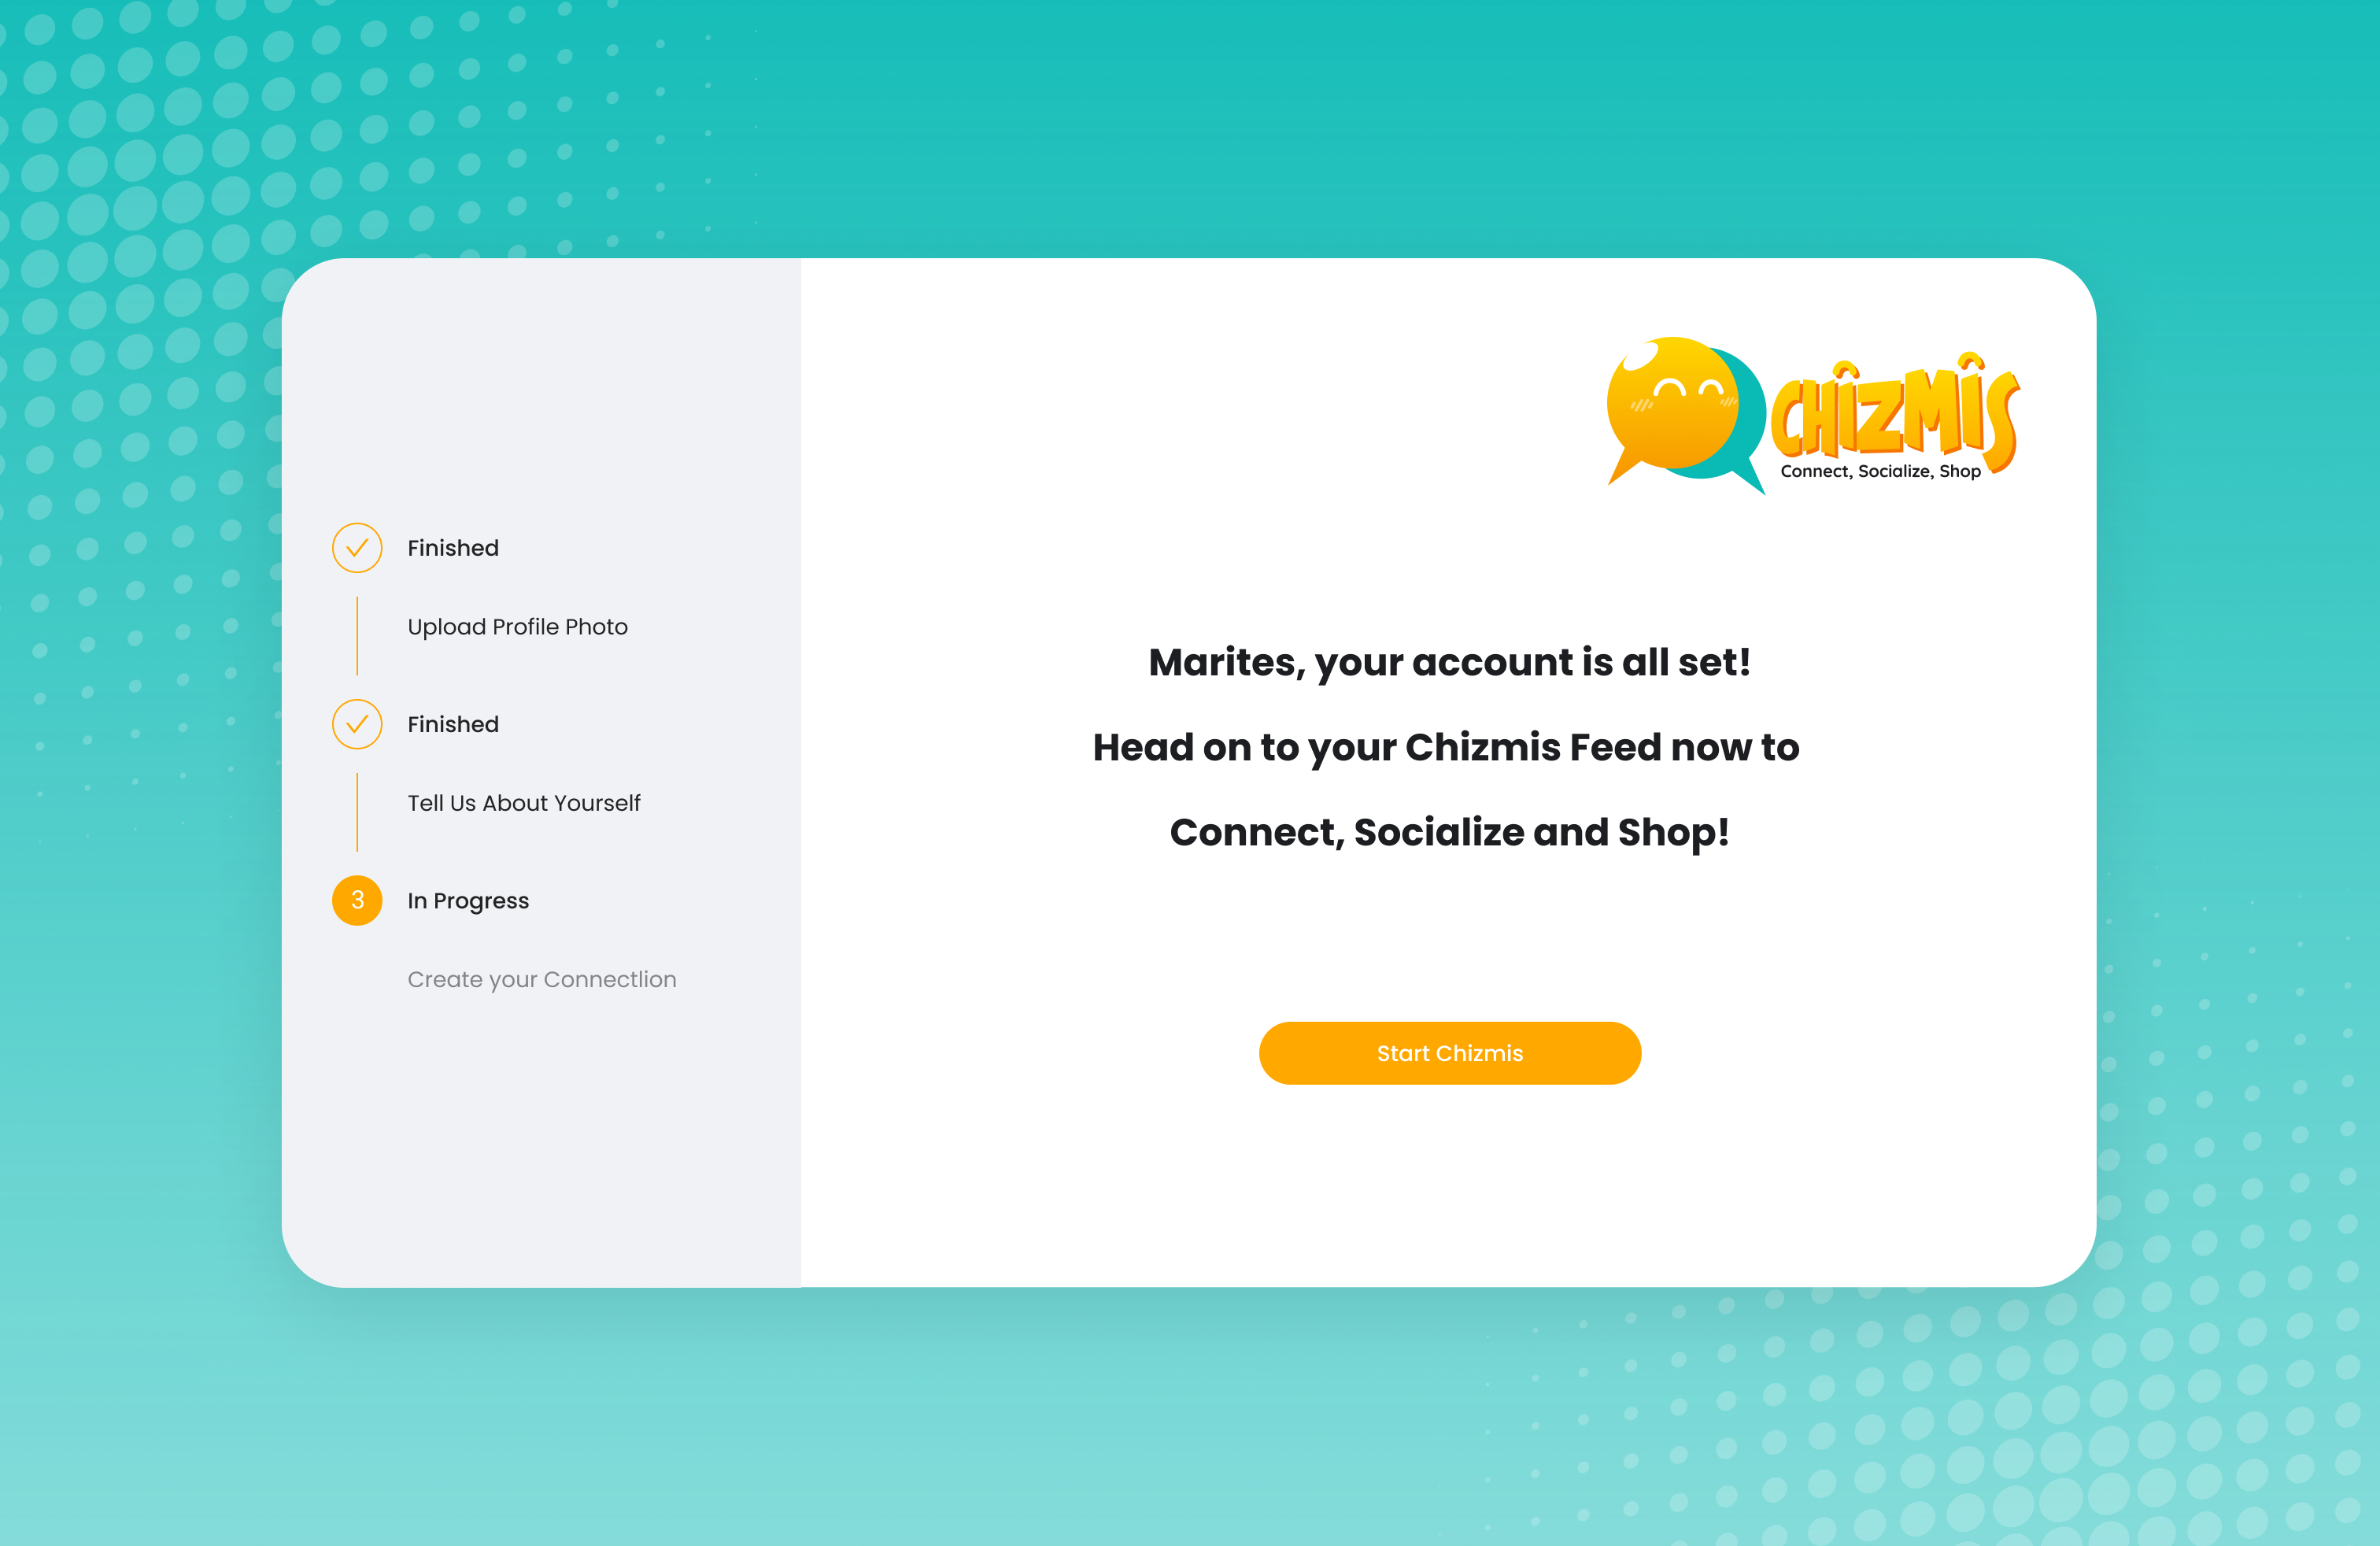 Finished
Upload Profile Photo
Finished
Tell Us About Yourself
3 In Progress
Create your Connectlion
CHiZMiS
Connect, Socialize, Shop
Marites, your account is all set!
Head on to your Chizmis Feed now to
Connect, Socialize and Shop!
Start Chizmis